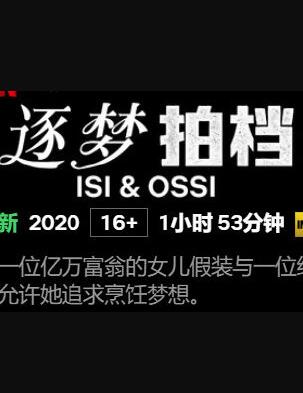 逐梦 拍档
ISI & OSSI
新 2020 16+ 1小时 53分钟
一位亿万富翁的女儿假装与一位
允许她追求烹饪梦想。